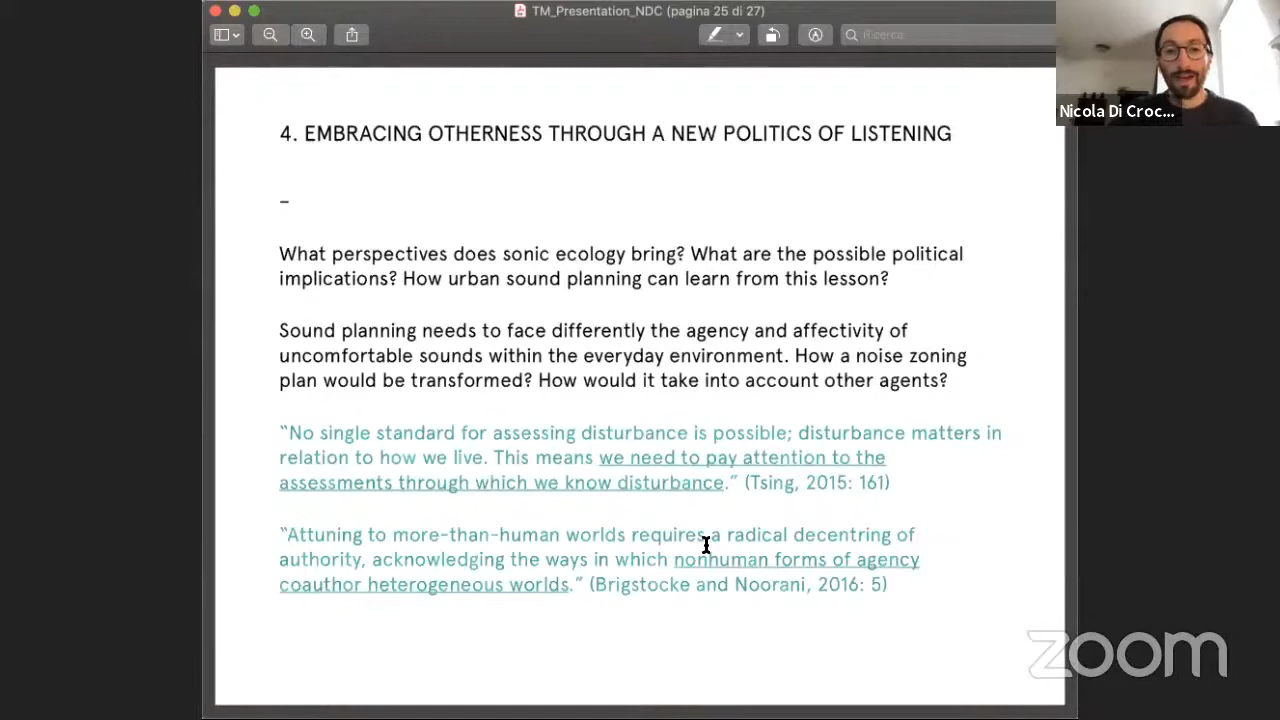 TM_Presentation_NDC (pagina 25 di 27)
Ricerca
Nicola Di Croc...
4. EMBRACING OTHERNESS THROUGH A NEW POLITICS OF LISTENING
–
What perspectives does sonic ecology bring? What are the possible political
implications? How urban sound planning can learn from this lesson?
Sound planning needs to face differently the agency and affectivity of
uncomfortable sounds within the everyday environment. How a noise zoning
plan would be transformed? How would it take into account other agents?
“No single standard for assessing disturbance is possible; disturbance matters in
relation to how we live. This means we need to pay attention to the
assessments through which we know disturbance.” (Tsing, 2015: 161)
“Attuning to more-than-human worlds requires a radical decentring of
authority, acknowledging the ways in which nonhuman forms of agency
coauthor heterogeneous worlds.” (Brigstocke and Noorani, 2016: 5)
zoom